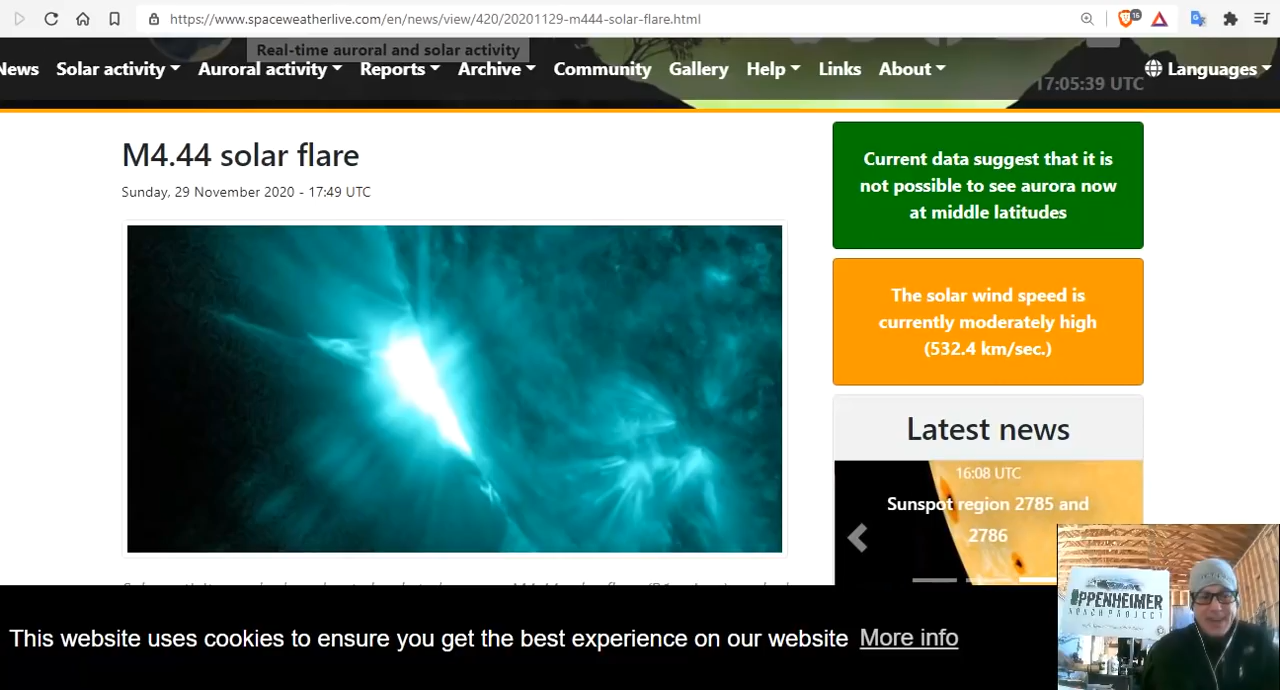 https://www.spaceweatherlive.com/en/news/view/420/20201129-m444-solar-flare.html
16
Real-time auroral and solar activity
News Solar activity Auroral activity Reports Archive Community Gallery Help Links About Languages
17:05:39 UTC
M4.44 solar flare
Sunday, 29 November 2020 - 17:49 UTC
Current data suggest that it is
not possible to see aurora now
at middle latitudes
The solar wind speed is
currently moderately high
(532.4 km/sec.)
Latest news
16:08 UTC
Sunspot region 2785 and
2786
This website uses cookies to ensure you get the best experience on our website More info
OPPENHEIMER
RANCH PROJECT